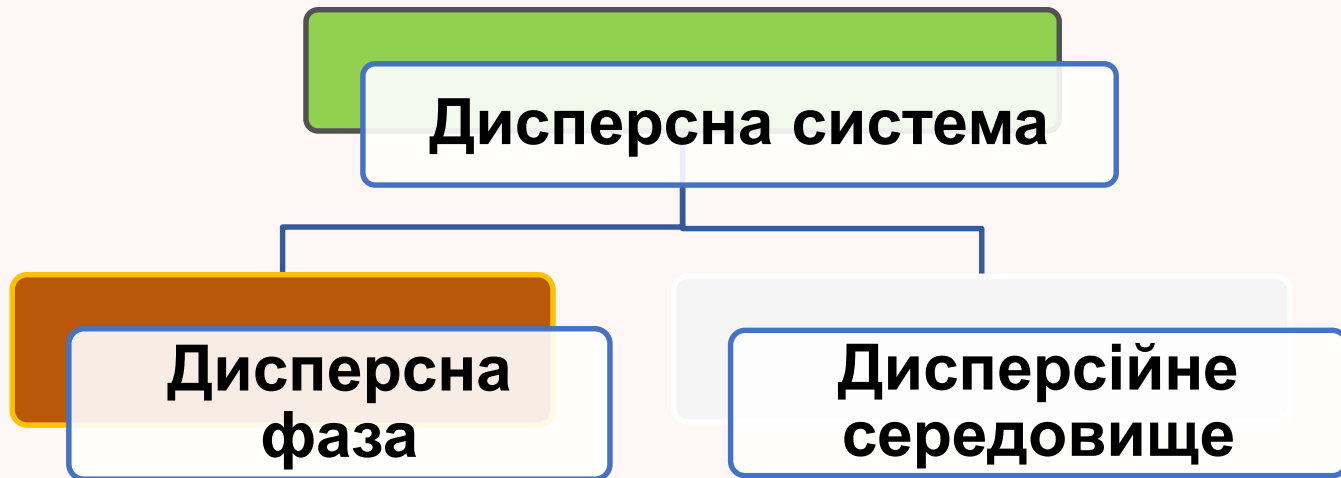 Дисперсна система
Дисперсна
фаза
Дисперсійне
середовище